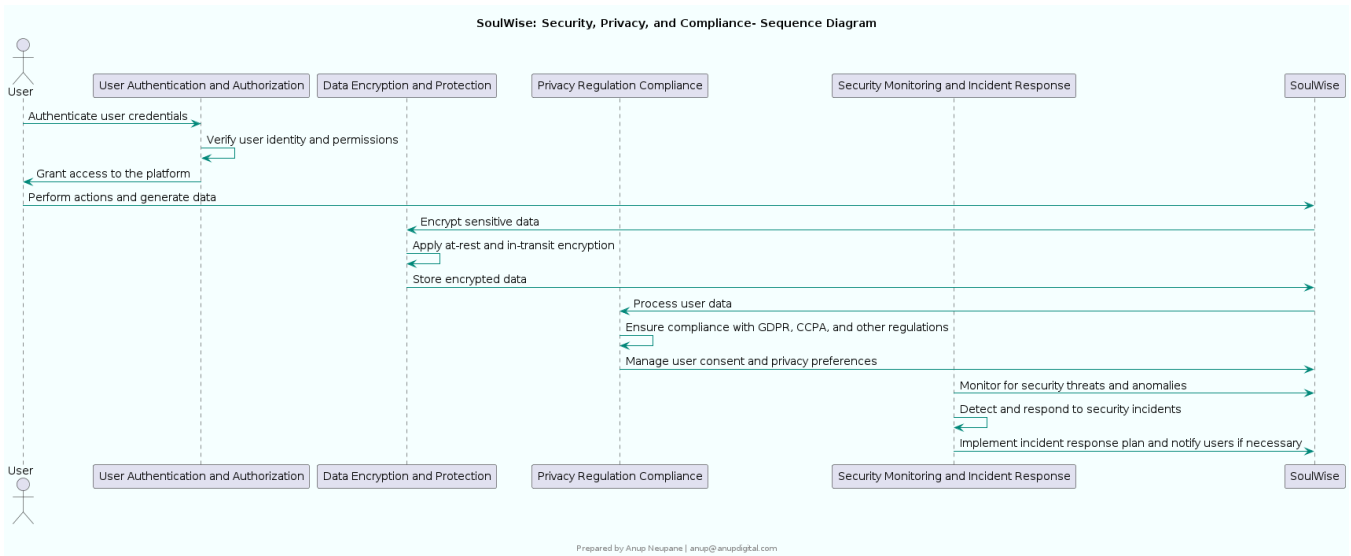 SoulWise: Security, Privacy, and Compliance- Sequence Diagram
User
User Authentication and Authorization
Data Encryption and Protection
Privacy Regulation Compliance
Security Monitoring and Incident Response
SoulWise
Authenticate user credentials
Verify user identity and permissions
Grant access to the platform
Perform actions and generate data
Encrypt sensitive data
Apply at-rest and in-transit encryption
Store encrypted data
Process user data
Ensure compliance with GDPR, CCPA, and other regulations
Manage user consent and privacy preferences
Monitor for security threats and anomalies
Detect and respond to security incidents
Implement incident response plan and notify users if necessary
User
User Authentication and Authorization
Data Encryption and Protection
Privacy Regulation Compliance
Security Monitoring and Incident Response
SoulWise
Prepared by Anup Neupane | anup@anupdigital.com